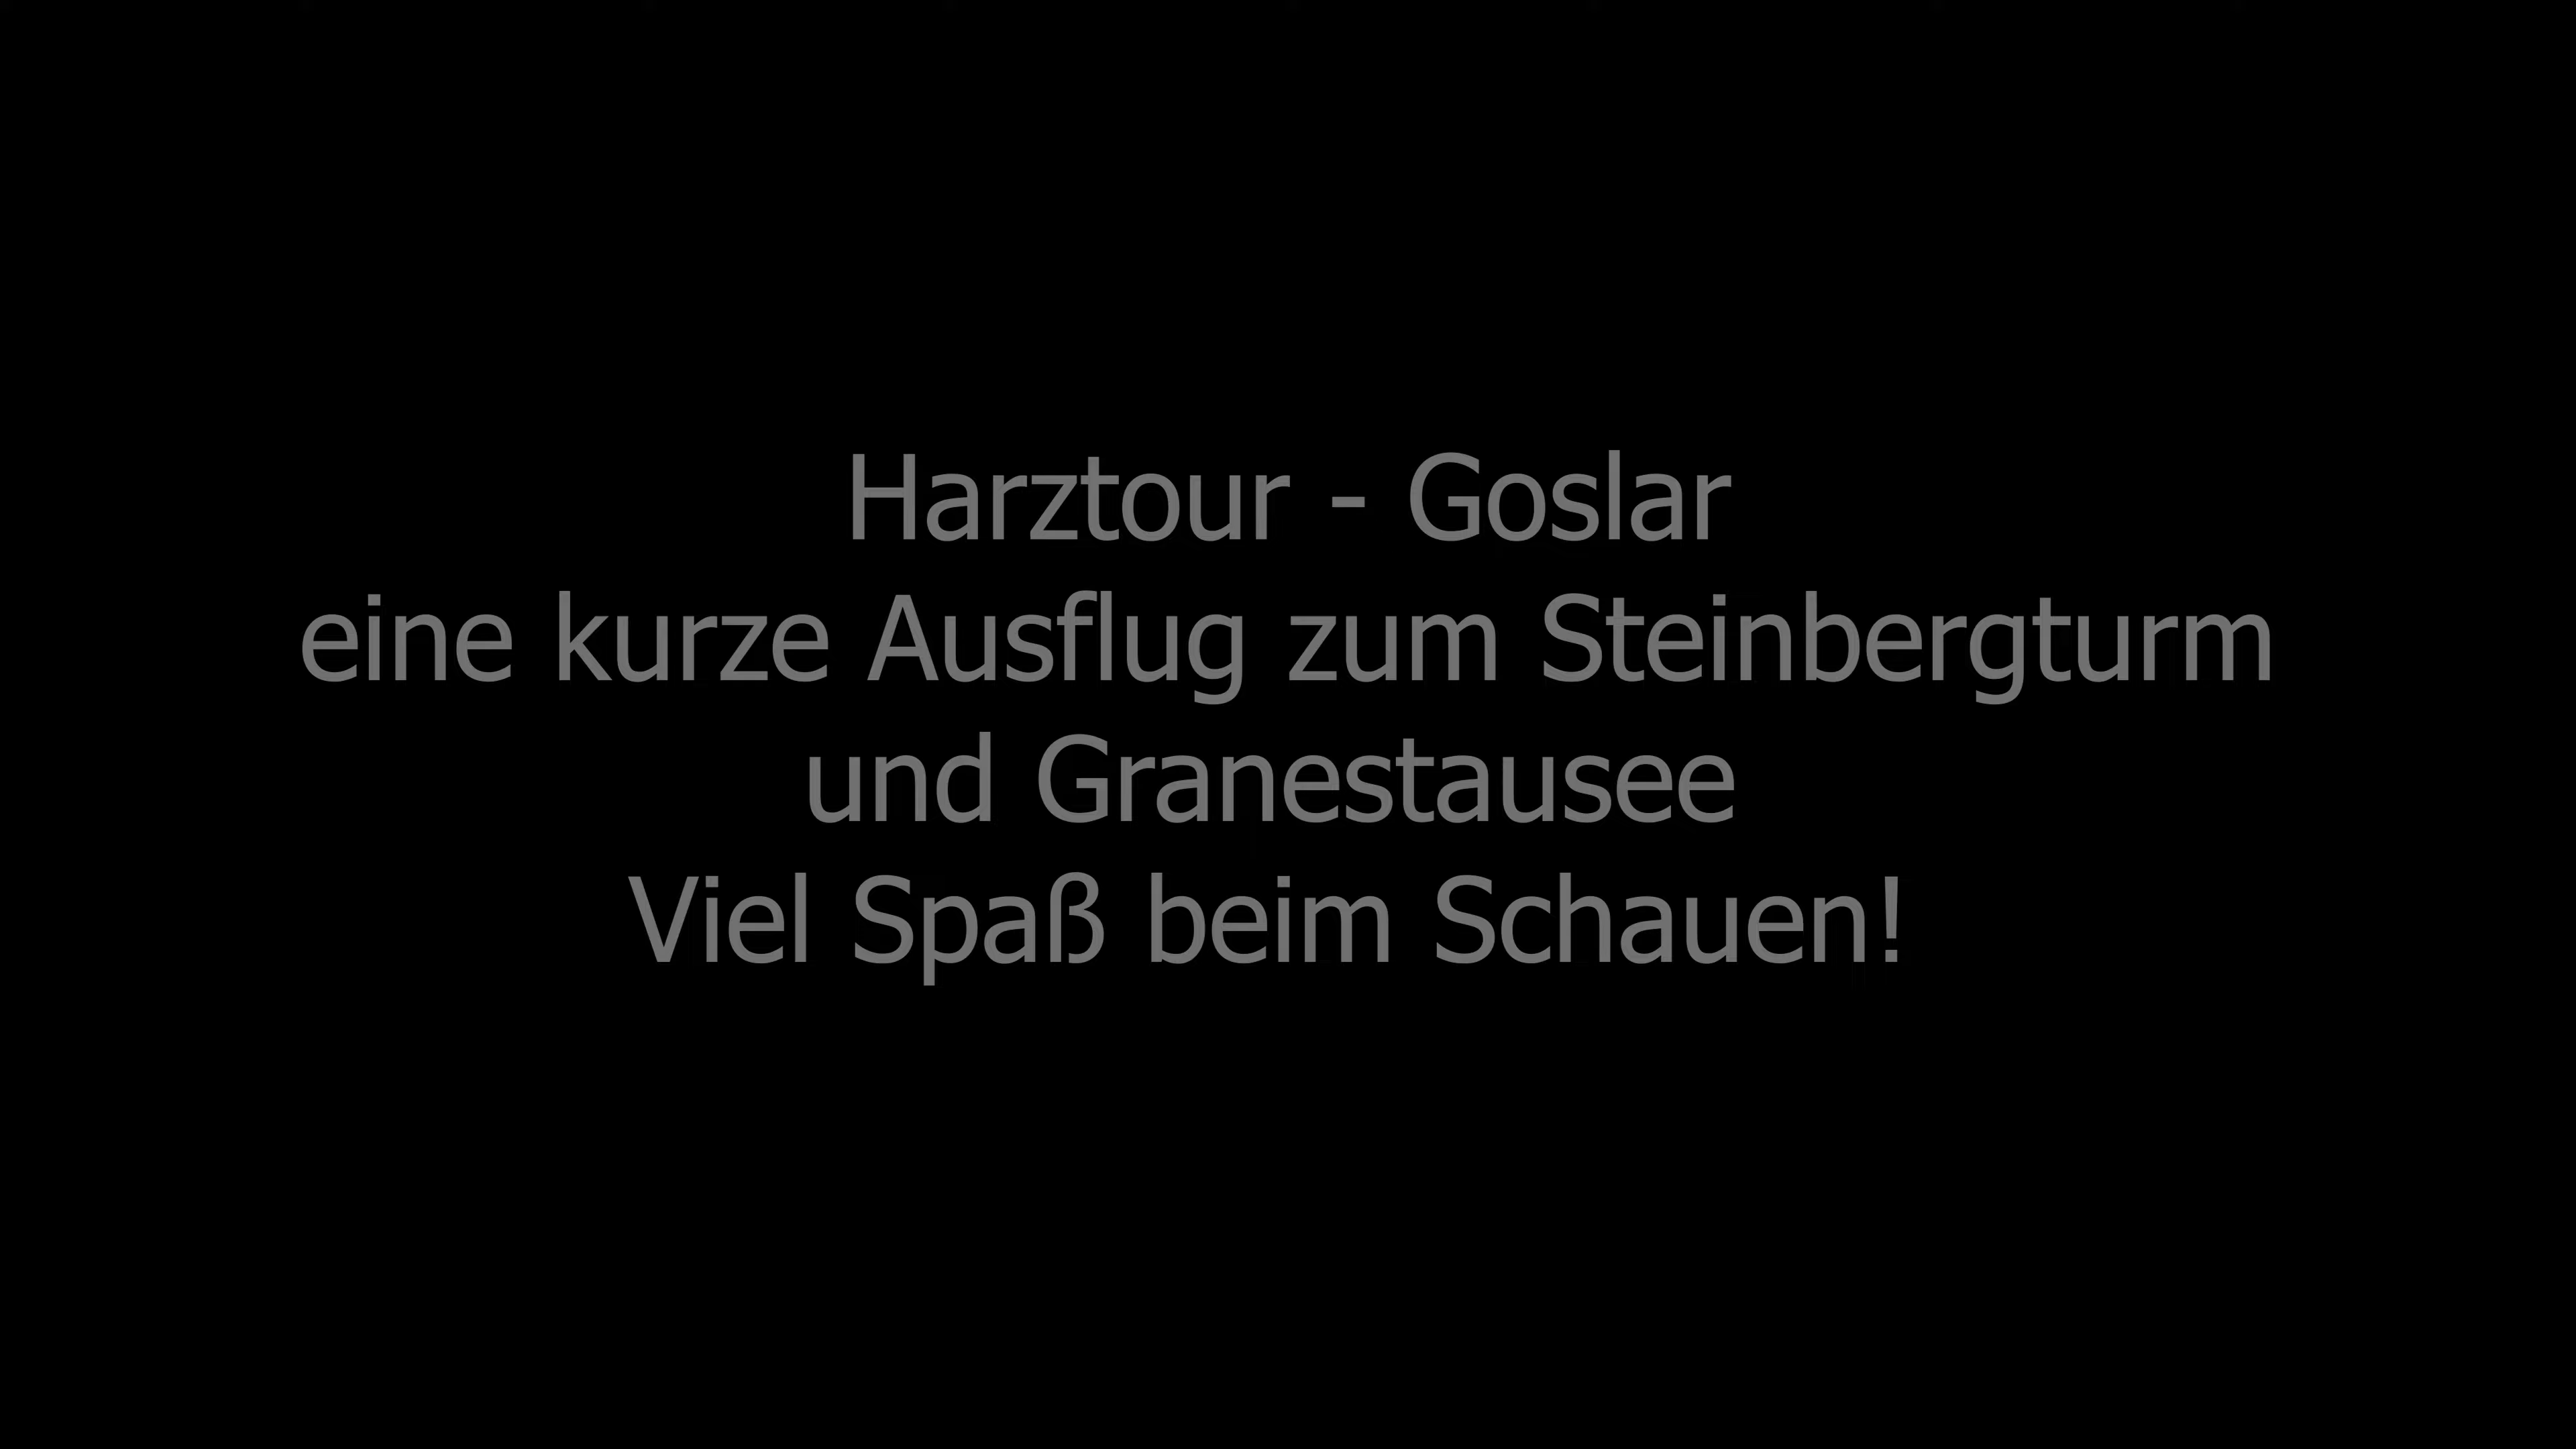 Harztour - Goslar
eine kurze Ausflug zum Steinbergturm
und Granestausee
Viel Spaß beim Schauen!